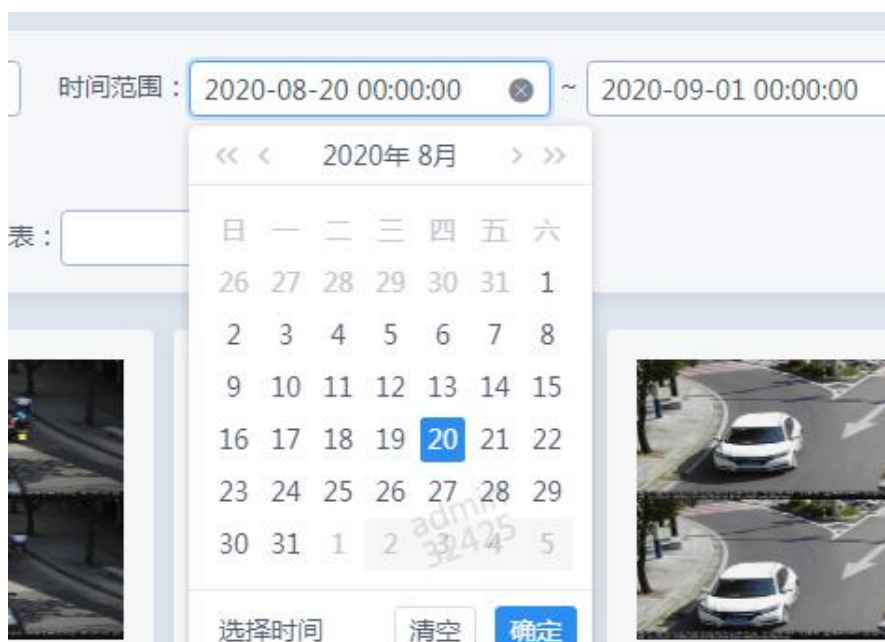 时间范围：2020-08-20 00:00:00 ~ 2020-09-01 00:00:00
<< < 2020年 8月 > >>
表：
日 一 二 三 四 五 六
26 27 28 29 30 31 1
2 3 4 5 6 7 8
9 10 11 12 13 14 15
16 17 18 19 20 21 22
23 24 25 26 27 28 29
30 31 1 2 3 4 5
admin
32425
选择时间 清空 确定